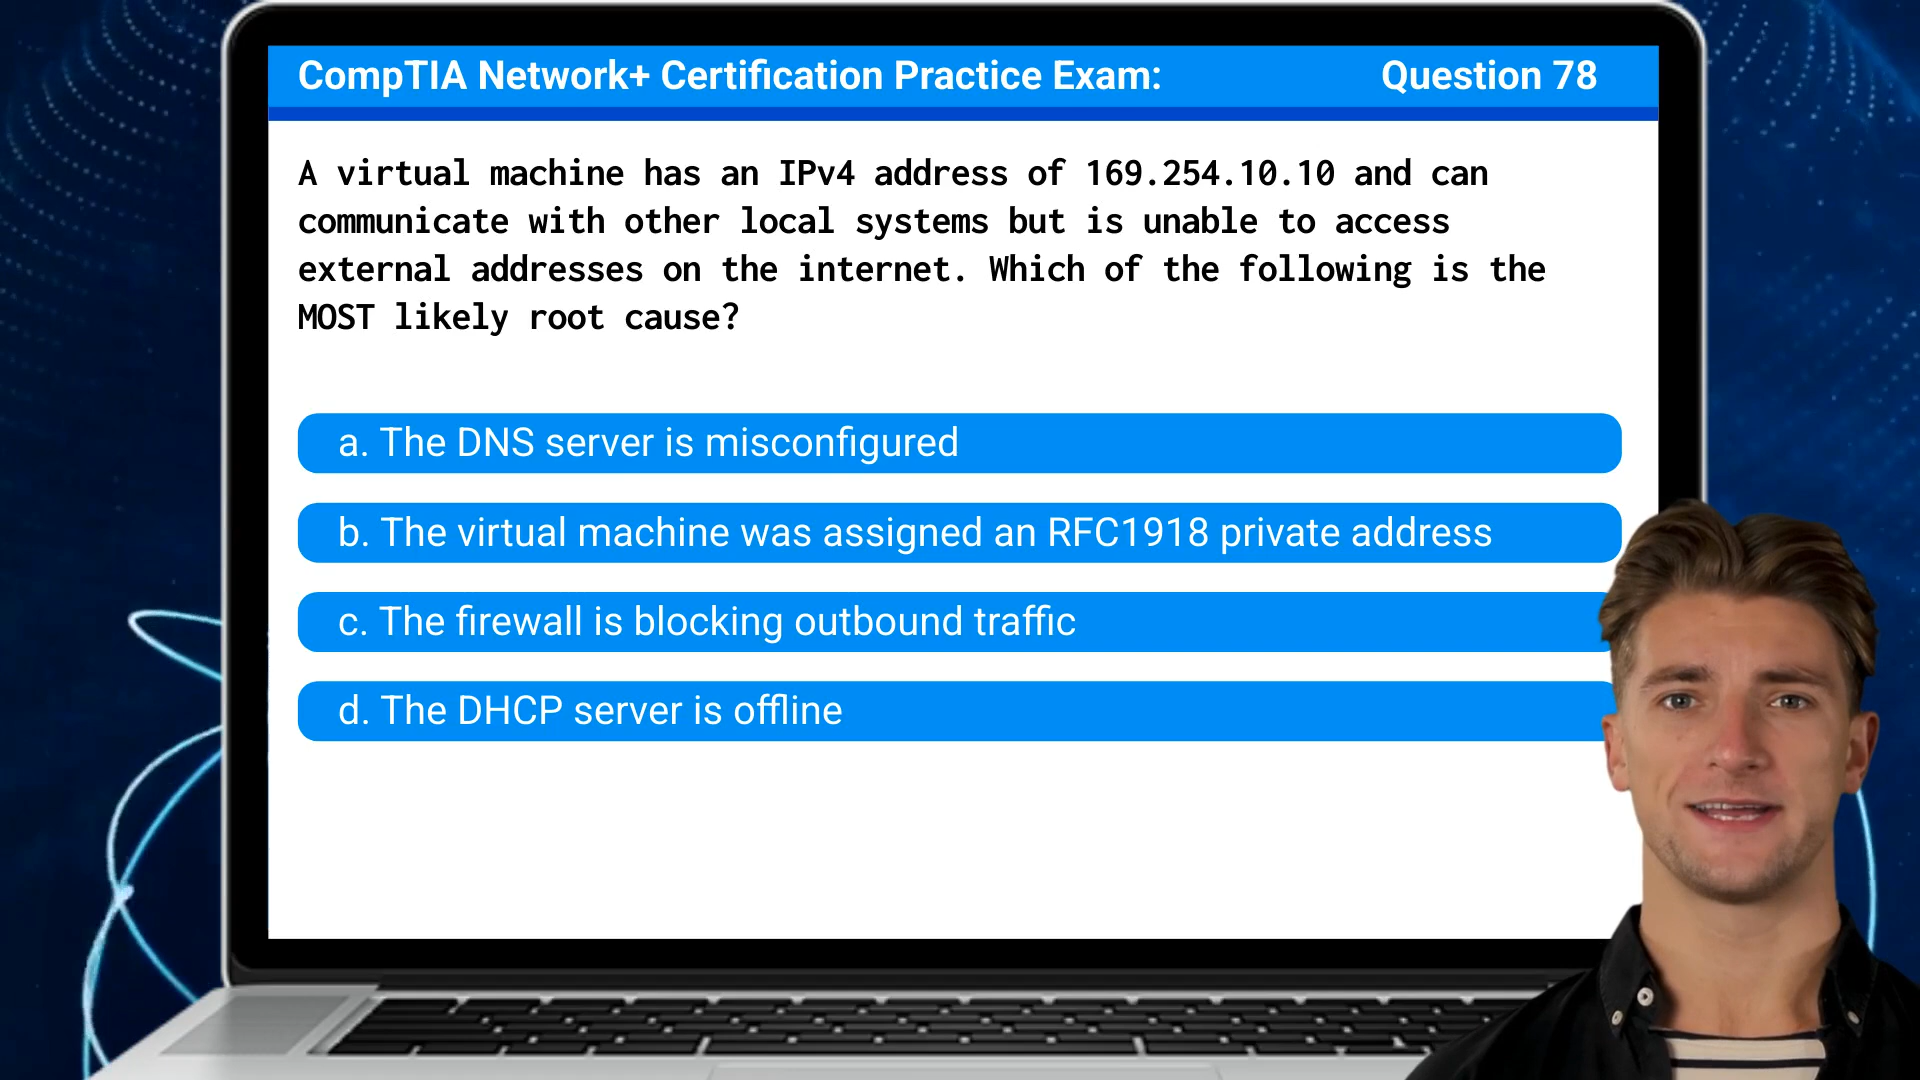 CompTIA Network+ Certification Practice Exam: Question 78
A virtual machine has an IPv4 address of 169.254.10.10 and can
communicate with other local systems but is unable to access
external addresses on the internet. Which of the following is the
MOST likely root cause?
a. The DNS server is misconfigured
b. The virtual machine was assigned an RFC1918 private address
c. The firewall is blocking outbound traffic
d. The DHCP server is offline